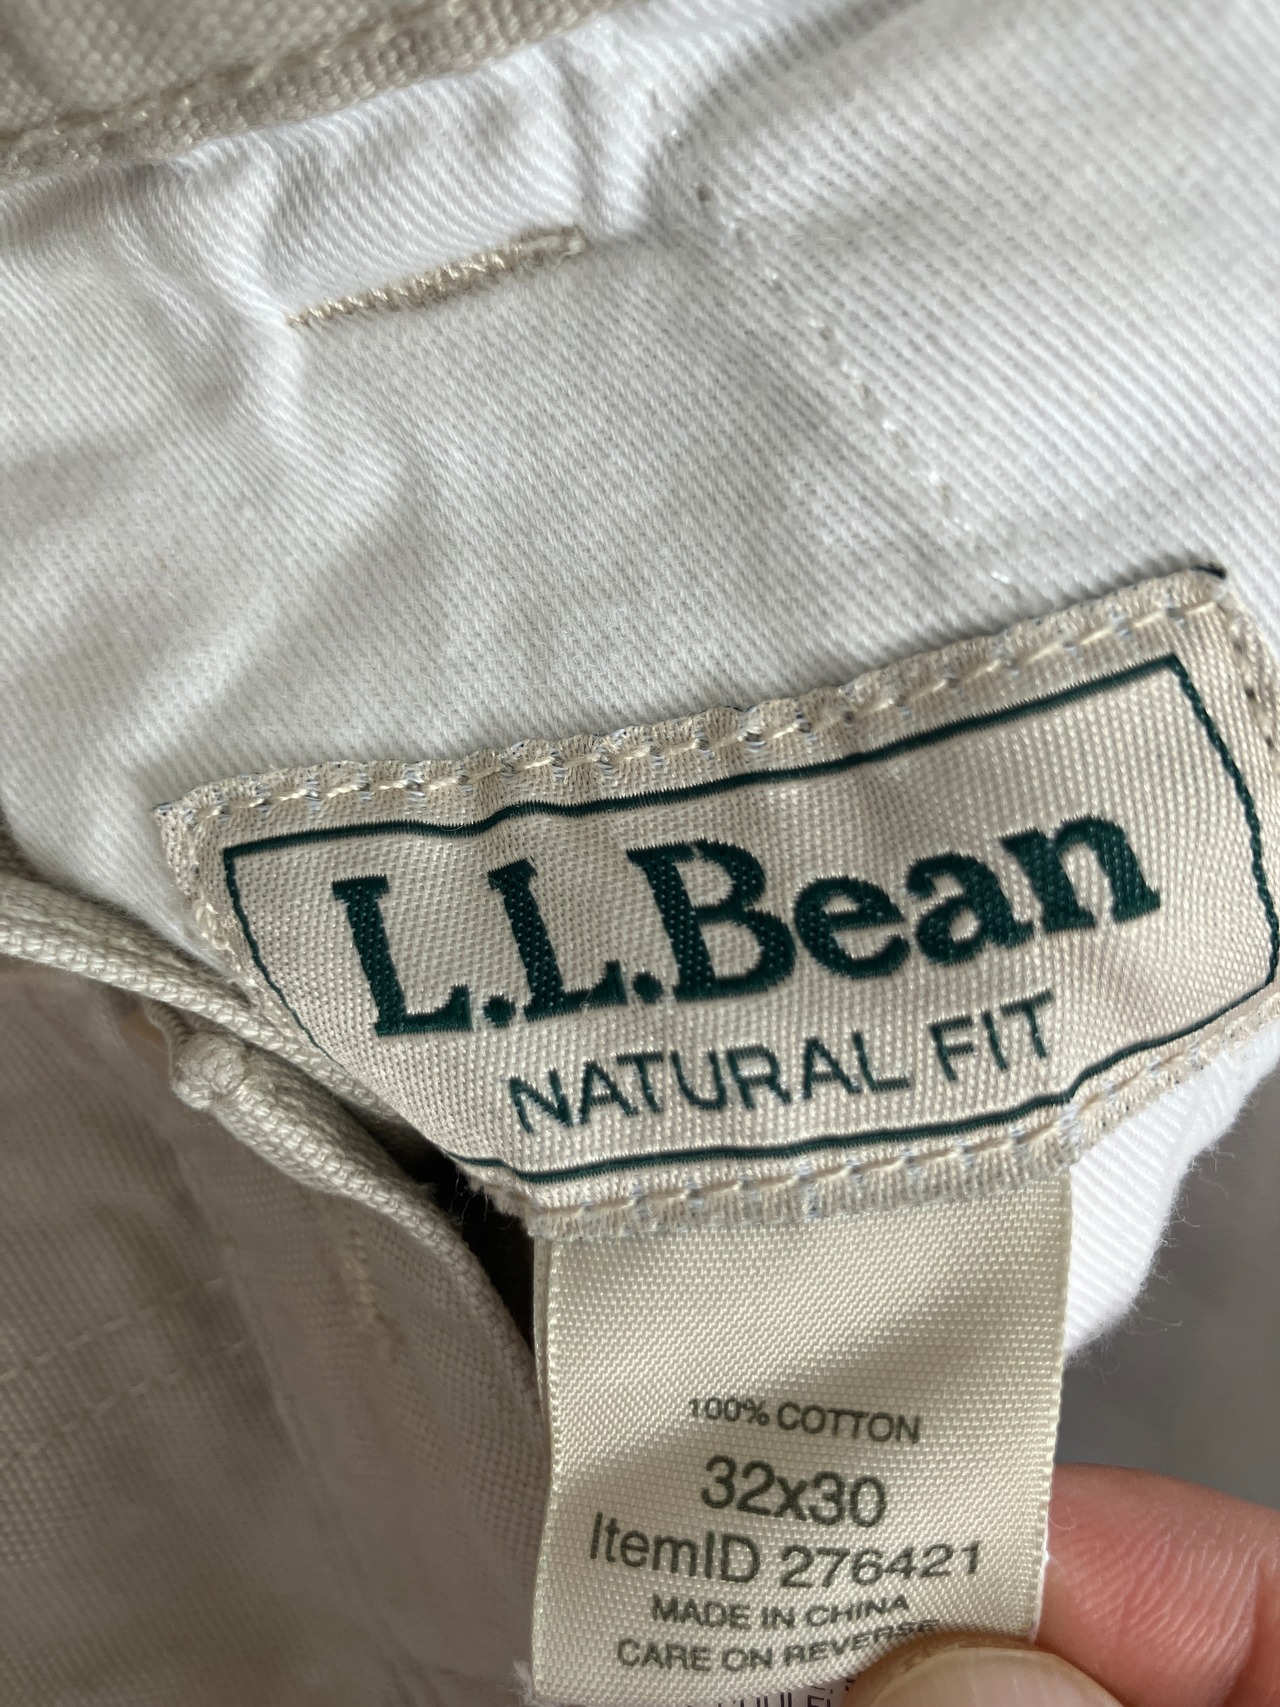 L.L.Bean
NATURAL FIT
100% COTTON
32x30
ItemID 276421
MADE IN CHINA
CARE ON REVERSE